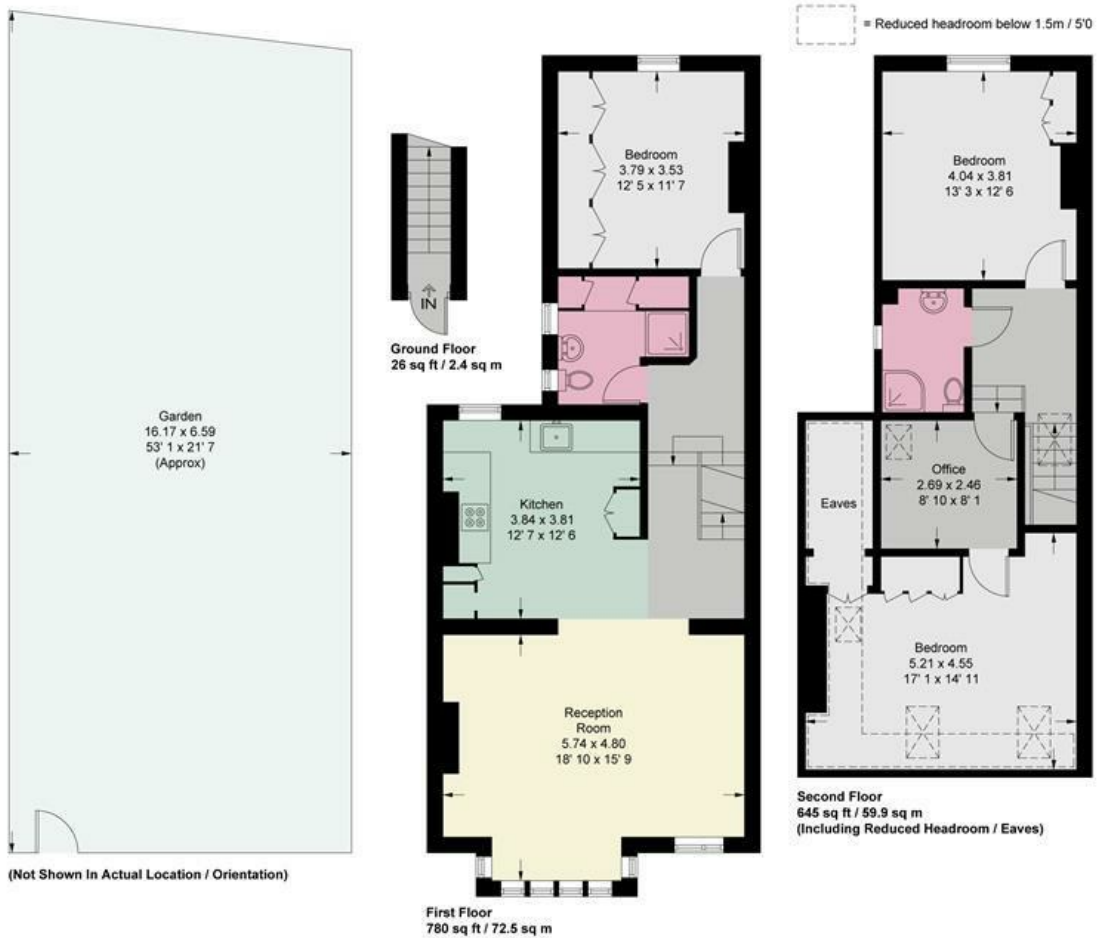 = Reduced headroom below 1.5m / 5'0
Garden
16.17 x 6.59
53' 1 x 21' 7
(Approx)
(Not Shown In Actual Location / Orientation)
IN
Ground Floor
26 sq ft / 2.4 sq m
Bedroom
3.79 x 3.53
12' 5 x 11' 7
Kitchen
3.84 x 3.81
12' 7 x 12' 6
Reception
Room
5.74 x 4.80
18' 10 x 15' 9
First Floor
780 sq ft / 72.5 sq m
Bedroom
4.04 x 3.81
13' 3 x 12' 6
Office
2.69 x 2.46
8' 10 x 8' 1
Eaves
Bedroom
5.21 x 4.55
17' 1 x 14' 11
Second Floor
645 sq ft / 59.9 sq m
(Including Reduced Headroom / Eaves)